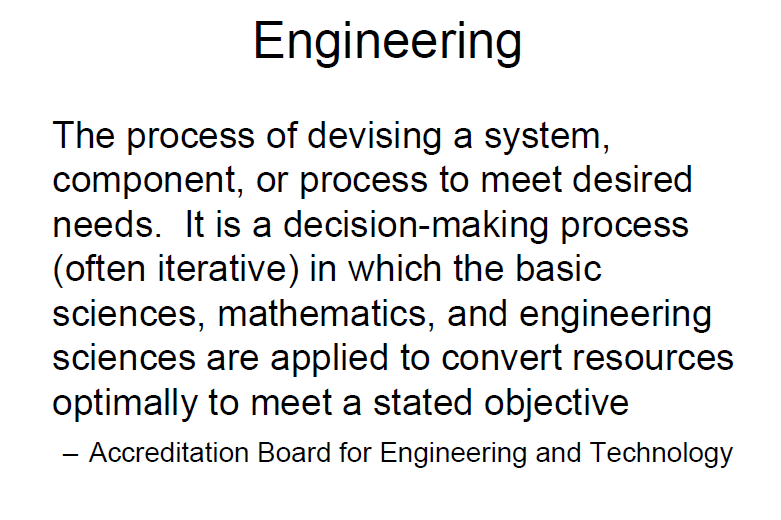 Engineering
The process of devising a system,
component, or process to meet desired
needs.  It is a decision-making process
(often iterative) in which the basic
sciences, mathematics, and engineering
sciences are applied to convert resources
optimally to meet a stated objective
– Accreditation Board for Engineering and Technology